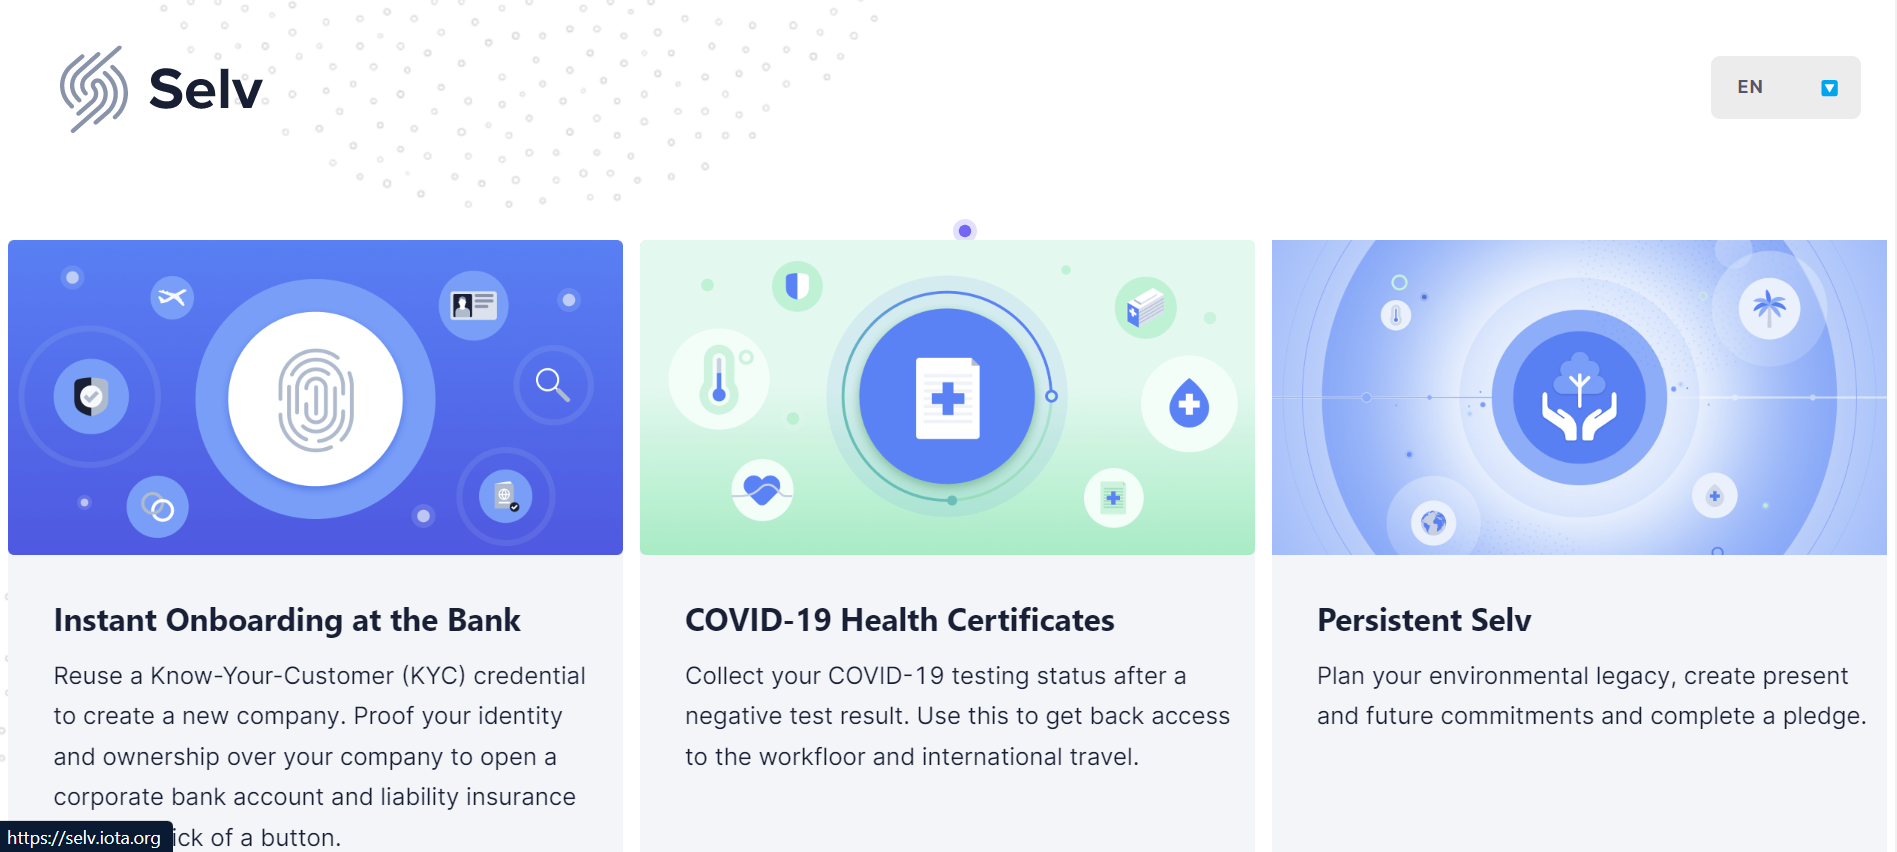 Selv
EN
Instant Onboarding at the Bank
Reuse a Know-Your-Customer (KYC) credential
to create a new company. Proof your identity
and ownership over your company to open a
corporate bank account and liability insurance
ick of a button.
COVID-19 Health Certificates
Collect your COVID-19 testing status after a
negative test result. Use this to get back access
to the workfloor and international travel.
Persistent Selv
Plan your environmental legacy, create present
and future commitments and complete a pledge.
https://selv.iota.org